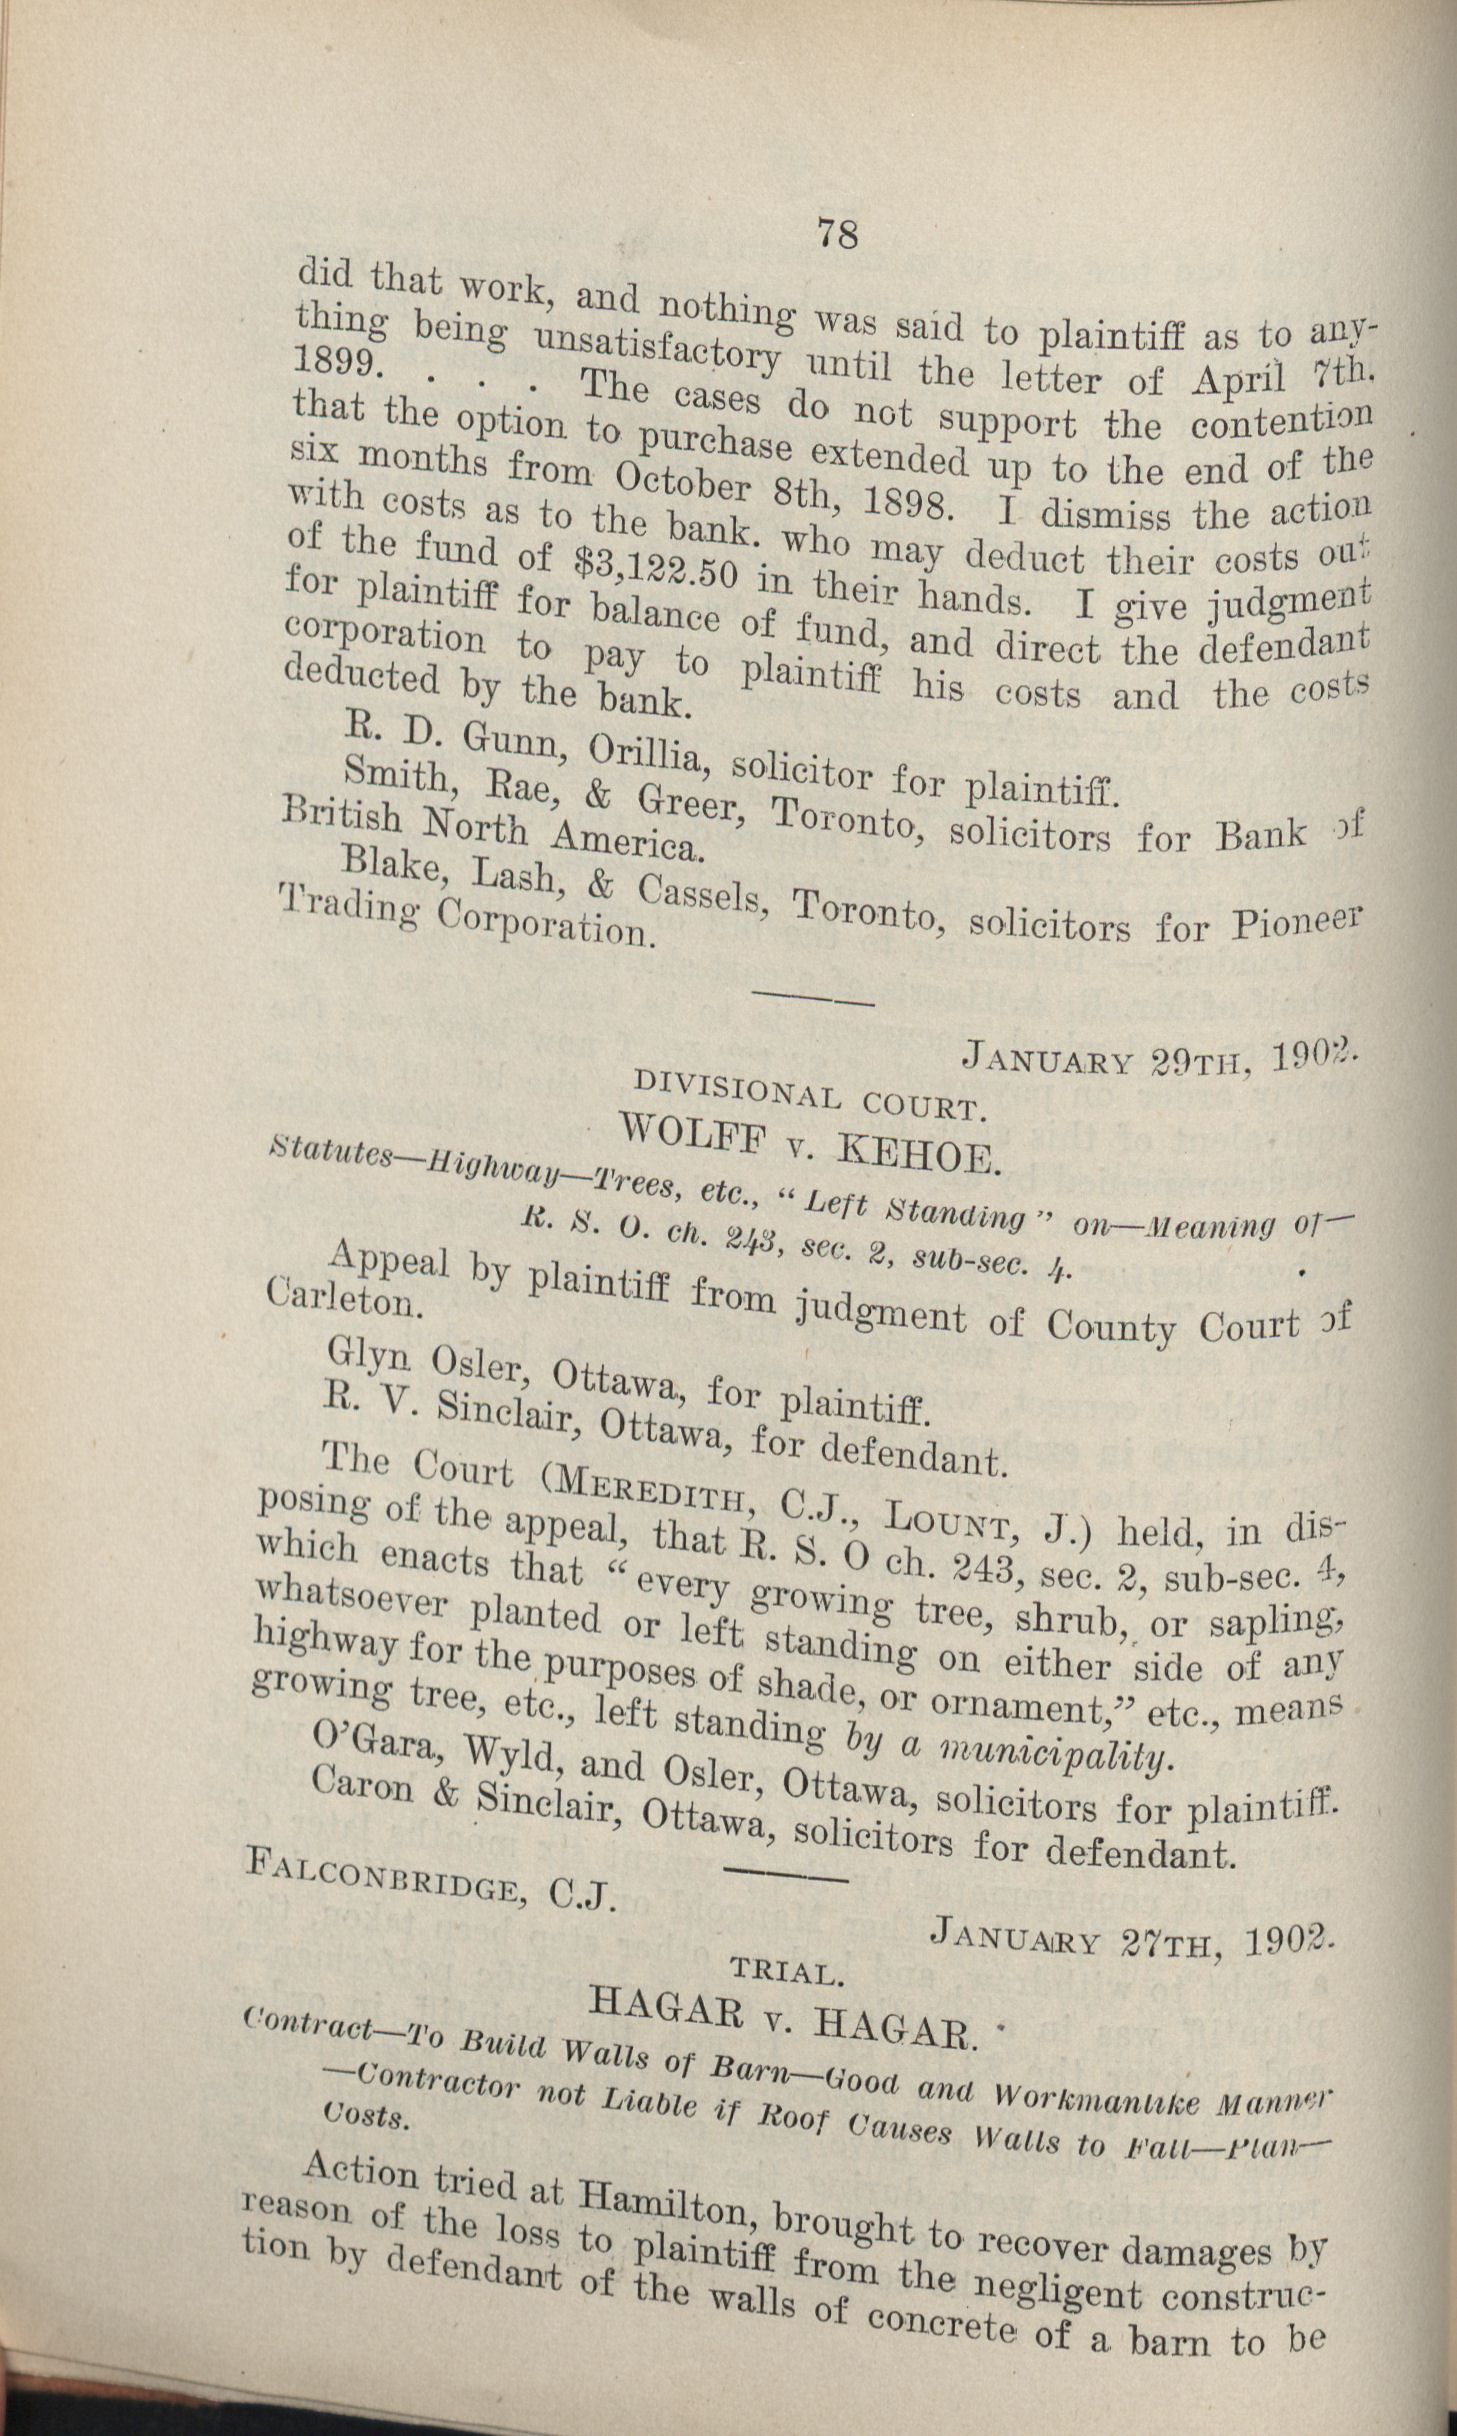 78
did that work, and nothing was said to plaintiff as to any-
thing being unsatisfactory until the letter of April 7th,
1899. . . . The cases do not support the contention
that the option to purchase extended up to the end of the
six months from October 8th, 1898. I dismiss the action
with costs as to the bank. who may deduct their costs out
of the fund of $3,122.50 in their hands. I give judgment
for plaintiff for balance of fund, and direct the defendant
corporation to pay to plaintiff his costs and the costs
deducted by the bank.
R. D. Gunn, Orillia, solicitor for plaintiff.
Smith, Rae, & Greer, Toronto, solicitors for Bank of
British North America.
Blake, Lash, & Cassels, Toronto, solicitors for Pioneer
Trading Corporation.
JANUARY 29TH, 1902.
DIVISIONAL COURT.
WOLFF v. KEHOE.
Statutes—Highway—Trees, etc., "Left Standing" on—Meaning of—
R. S. O. ch. 243, sec. 2, sub-sec. 4.
Appeal by plaintiff from judgment of County Court of
Carleton.
Glyn Osler, Ottawa, for plaintiff.
R. V. Sinclair, Ottawa, for defendant.
The Court (MEREDITH, C.J., LOUNT, J.) held, in dis-
posing of the appeal, that R. S. O ch. 243, sec. 2, sub-sec. 4,
which enacts that "every growing tree, shrub, or sapling,
whatsoever planted or left standing on either side of any
highway for the purposes of shade, or ornament," etc., means
growing tree, etc., left standing by a municipality.
O'Gara, Wyld, and Osler, Ottawa, solicitors for plaintiff.
Caron & Sinclair, Ottawa, solicitors for defendant.
FALCONBRIDGE, C.J.
JANUARY 27TH, 1902.
TRIAL.
HAGAR v. HAGAR.
Contract—To Build Walls of Barn—Good and Workmanlike Manner
—Contractor not Liable if Roof Causes Walls to Fall—Plan—
Costs.
Action tried at Hamilton, brought to recover damages by
reason of the loss to plaintiff from the negligent construc-
tion by defendant of the walls of concrete of a barn to be